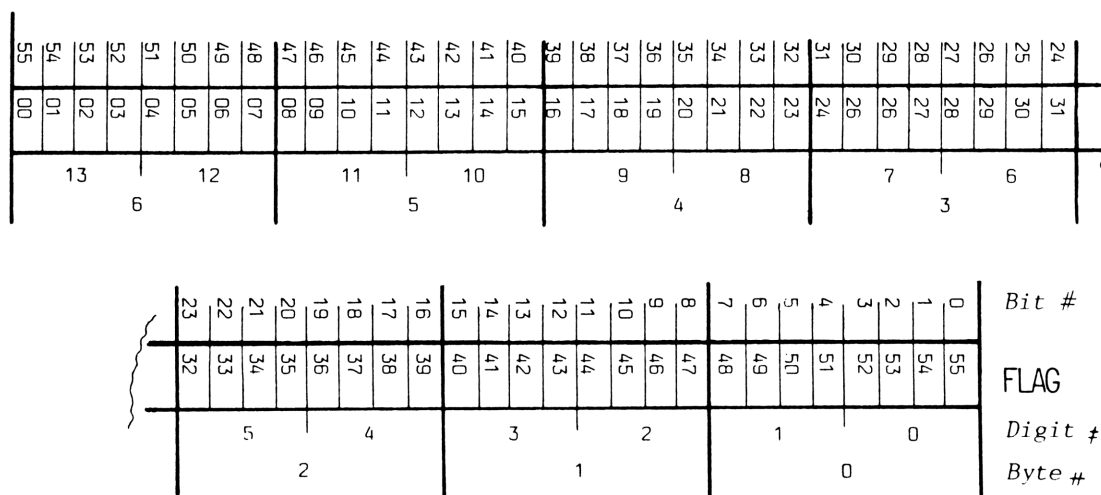 55 54 53 52 51 50 49 48 47 46 45 44 43 42 41 40 39 38 37 36 35 34 33 32 31 30 29 28 27 26 25 24
00 01 02 03 04 05 06 07 08 09 10 11 12 13 14 15 16 17 18 19 20 21 22 23 24 26 26 27 28 29 30 31
13 12 11 10 9 8 7 6
6 5 4 3
23 22 21 20 19 18 17 16 15 14 13 12 11 10 9 8 7 6 5 4 3 2 1 0 Bit #
32 33 34 35 36 37 38 39 40 41 42 43 44 45 46 47 48 49 50 51 52 53 54 55 FLAG
5 4 3 2 1 0 Digit #
2 1 0 Byte #